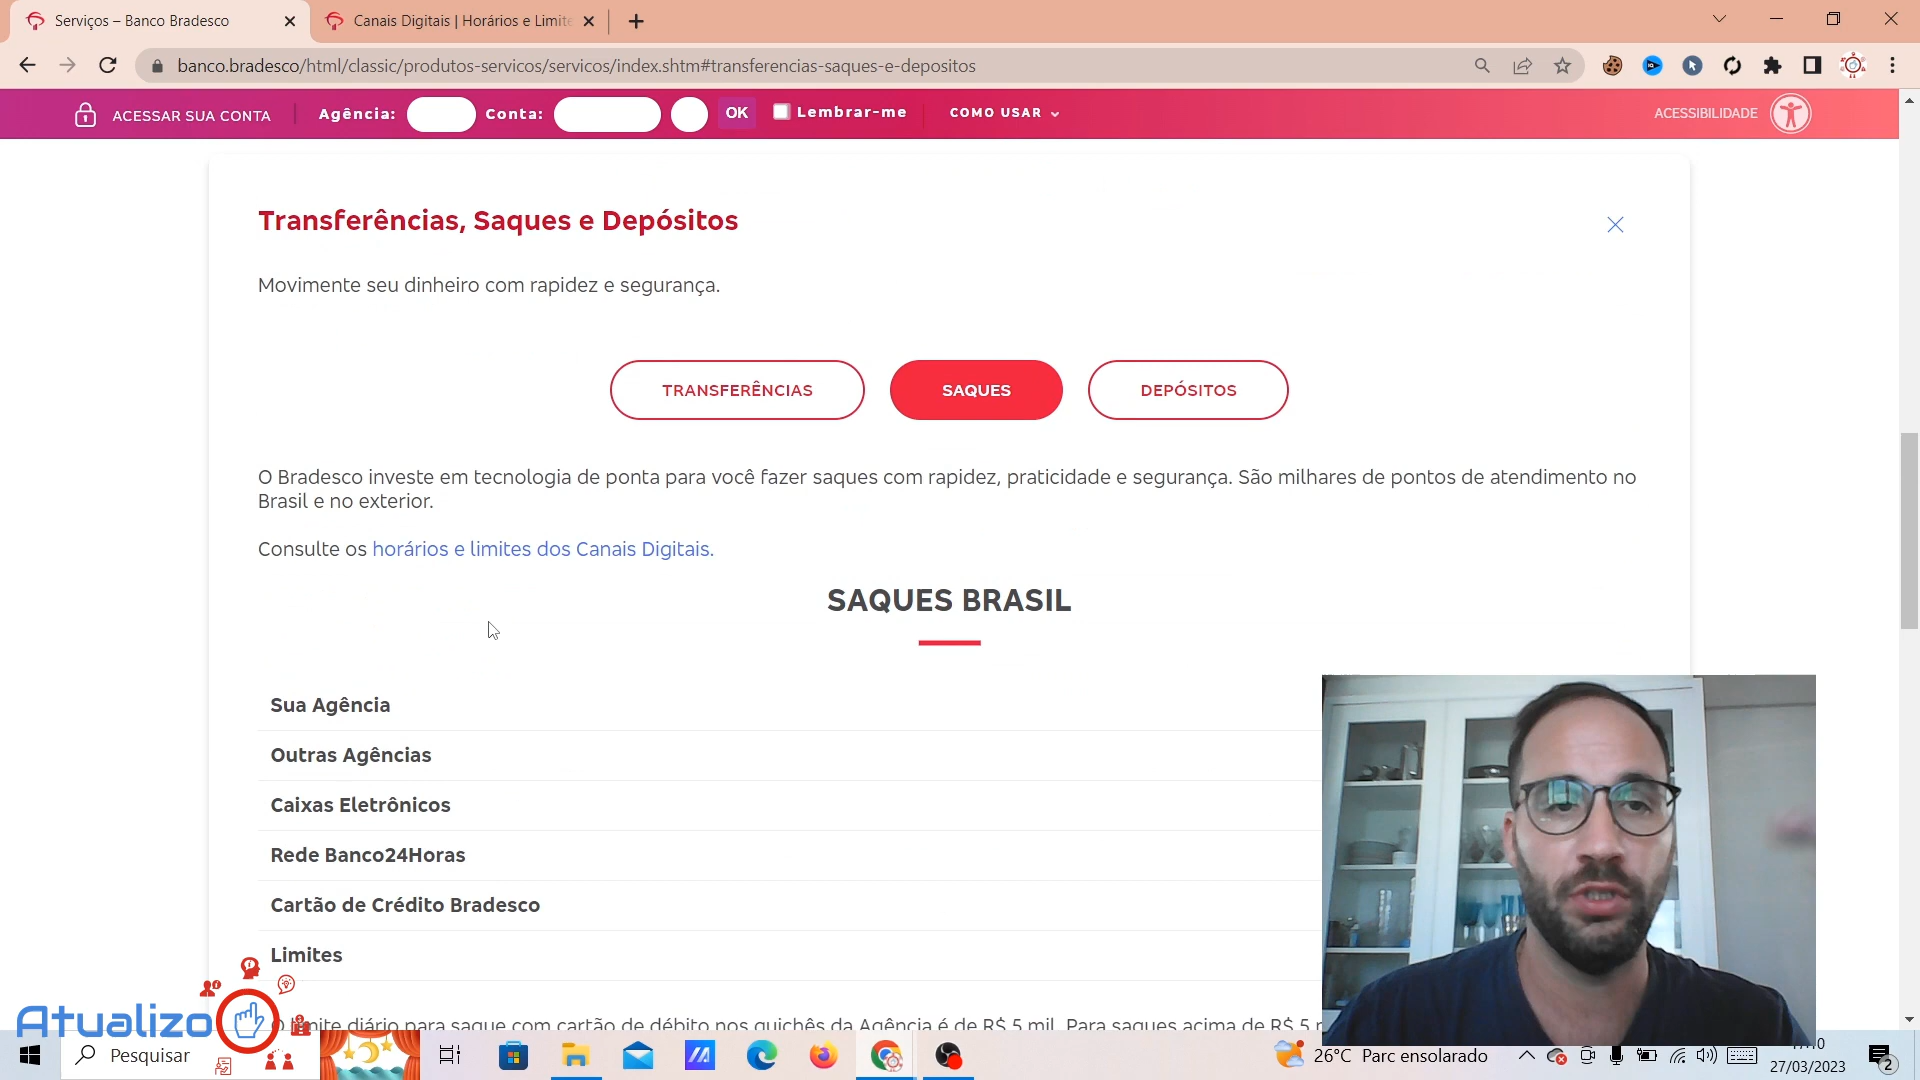 Serviços – Banco Bradesco
Canais Digitais | Horários e Limite
banco.bradesco/html/classic/produtos-servicos/servicos/index.shtm#transferencias-saques-e-depositos
ACESSAR SUA CONTA
Agência:
Conta:
OK
Lembrar-me
COMO USAR
ACESSIBILIDADE
Transferências, Saques e Depósitos
Movimente seu dinheiro com rapidez e segurança.
TRANSFERÊNCIAS
SAQUES
DEPÓSITOS
O Bradesco investe em tecnologia de ponta para você fazer saques com rapidez, praticidade e segurança. São milhares de pontos de atendimento no
Brasil e no exterior.
Consulte os horários e limites dos Canais Digitais.
SAQUES BRASIL
Sua Agência
Outras Agências
Caixas Eletrônicos
Rede Banco24Horas
Cartão de Crédito Bradesco
Limites
O limite diário para saque com cartão de débito nos guichês da Agência é de R$ 5 mil. Para saques acima de R$ 5
Atualizo
Pesquisar
26°C Parc ensolarado
27/03/2023
2